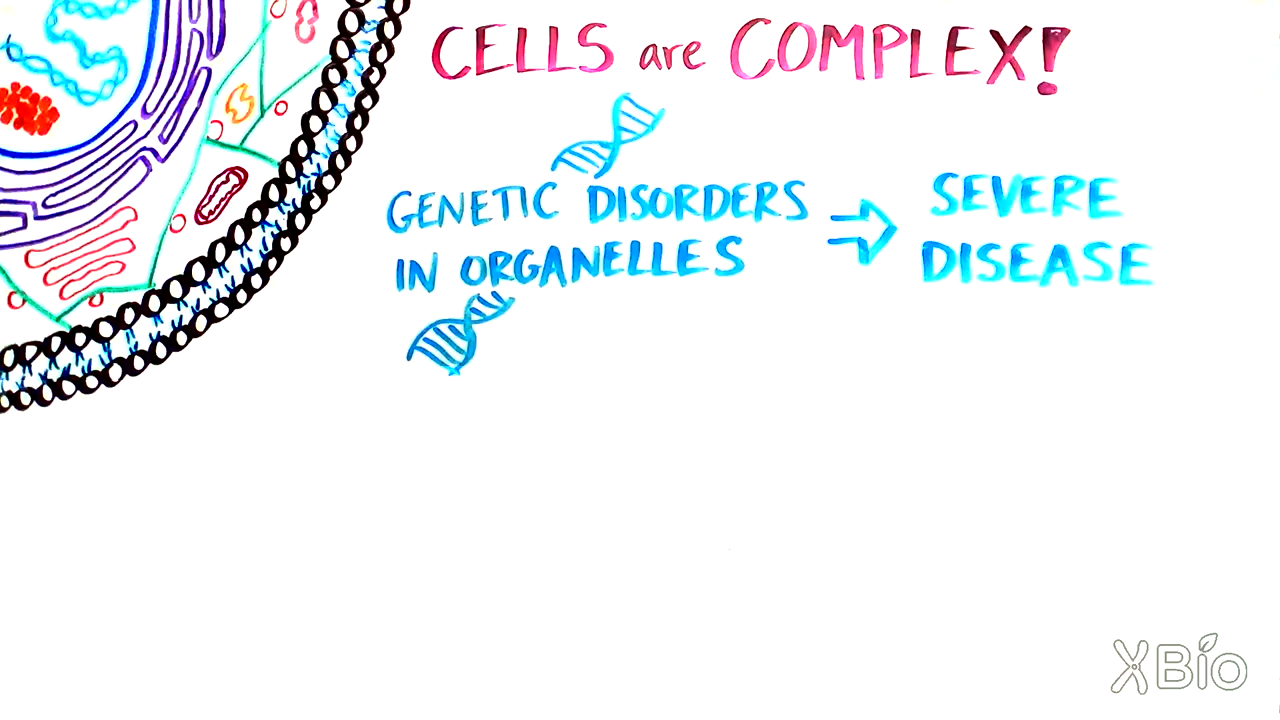 CELLS are COMPLEX!
GENETIC DISORDERS
IN ORGANELLES
SEVERE
DISEASE
XBio